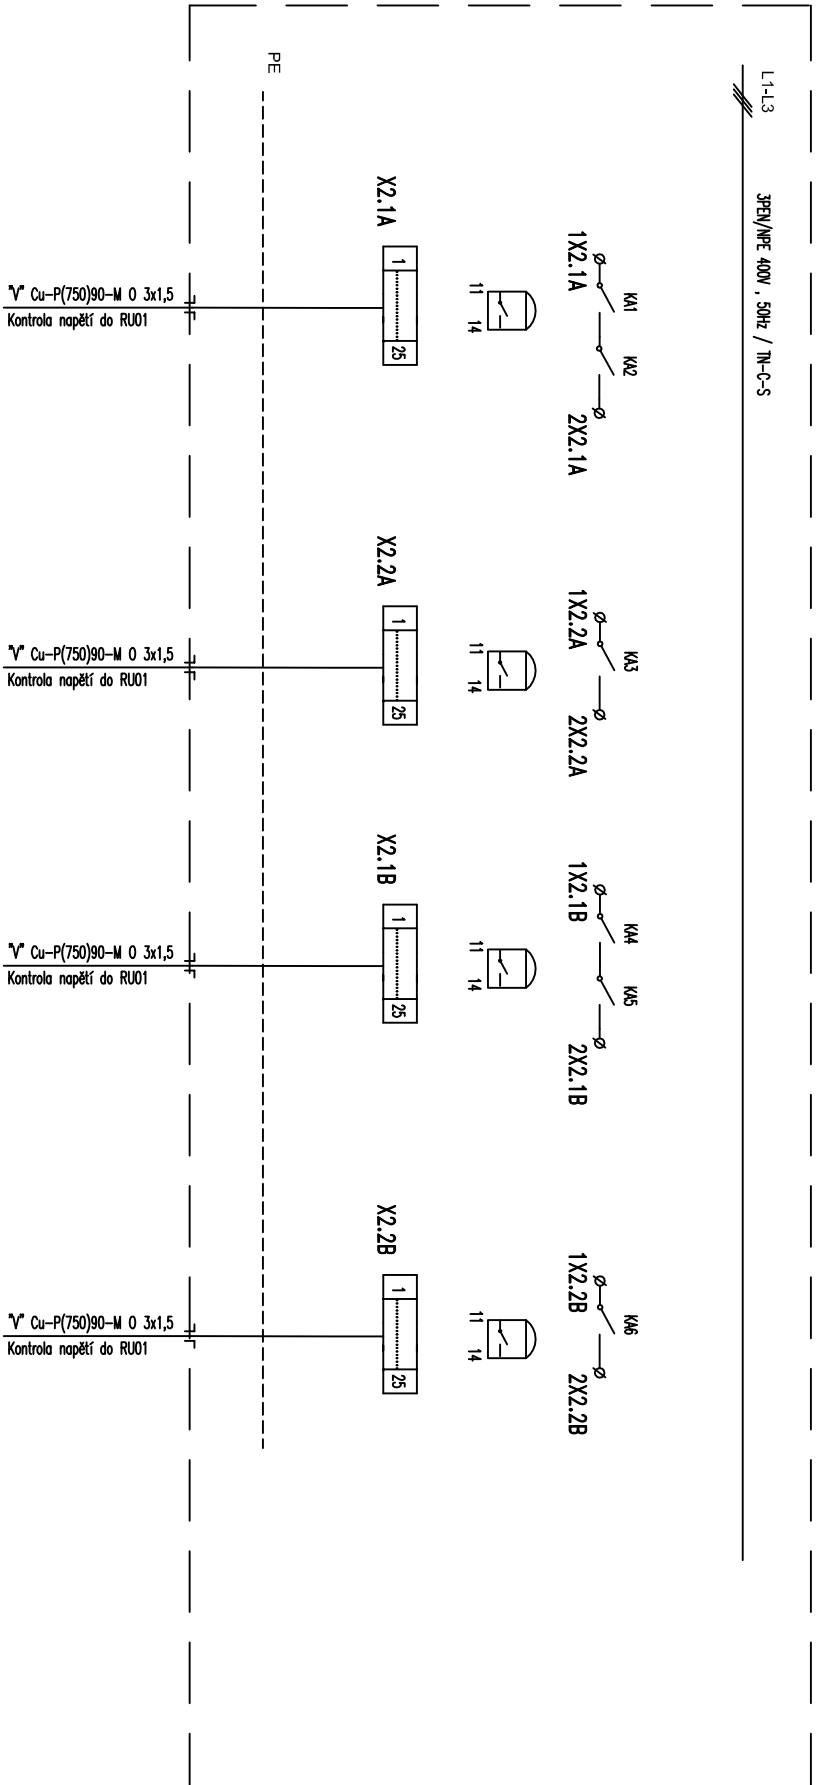 L1-L3
3PEN/NPE 400V , 50Hz / TN-C-S
PE
X2.1A
1
25
11
14
1X2.1A
KA1
KA2
2X2.1A
"V" Cu-P(750)90-M O 3x1,5
Kontrola napětí do RU01
X2.2A
1
25
11
14
1X2.2A
KA3
2X2.2A
"V" Cu-P(750)90-M O 3x1,5
Kontrola napětí do RU01
X2.1B
1
25
11
14
1X2.1B
KA4
KA5
2X2.1B
"V" Cu-P(750)90-M O 3x1,5
Kontrola napětí do RU01
X2.2B
1
25
11
14
1X2.2B
KA6
2X2.2B
"V" Cu-P(750)90-M O 3x1,5
Kontrola napětí do RU01